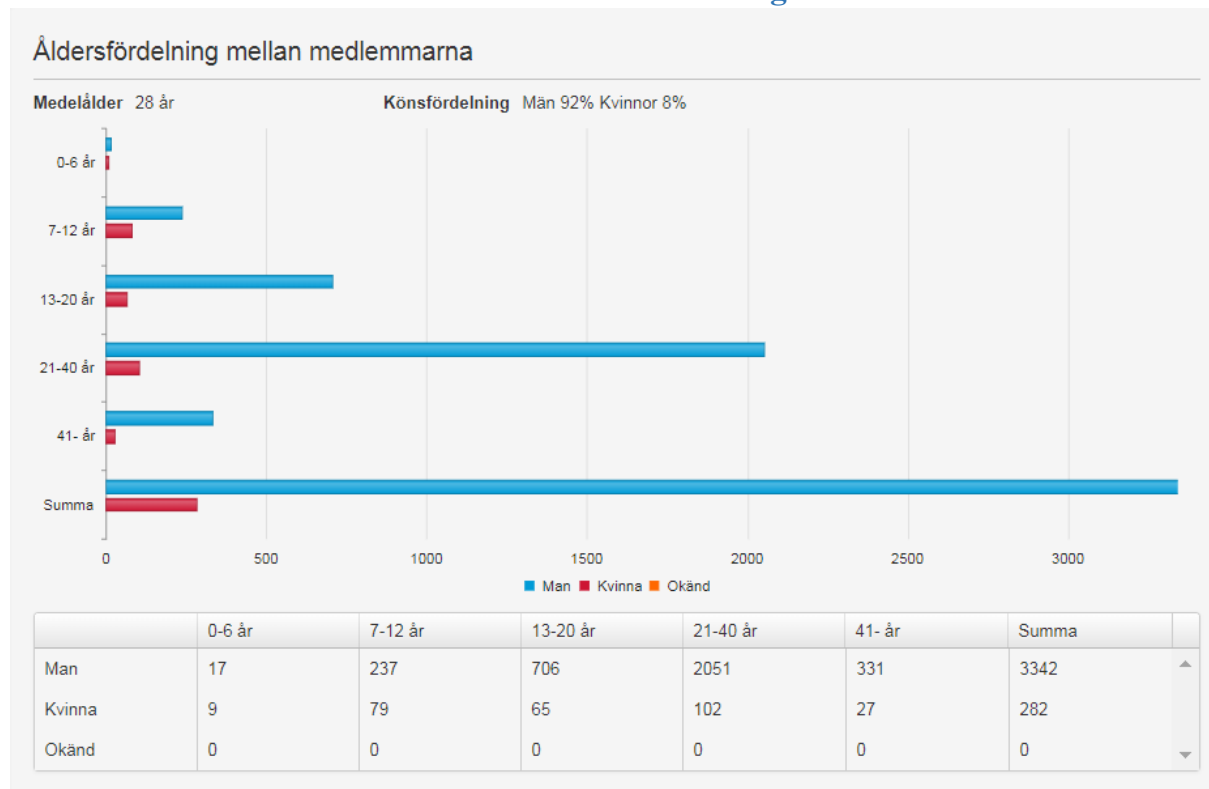 Åldersfördelning mellan medlemmarna
Medelålder 28 år Könsfördelning Män 92% Kvinnor 8%
0-6 år
7-12 år
13-20 år
21-40 år
41- år
Summa
0 500 1000 1500 2000 2500 3000
Man Kvinna Okänd
0-6 år 7-12 år 13-20 år 21-40 år 41- år Summa
Man 17 237 706 2051 331 3342
Kvinna 9 79 65 102 27 282
Okänd 0 0 0 0 0 0